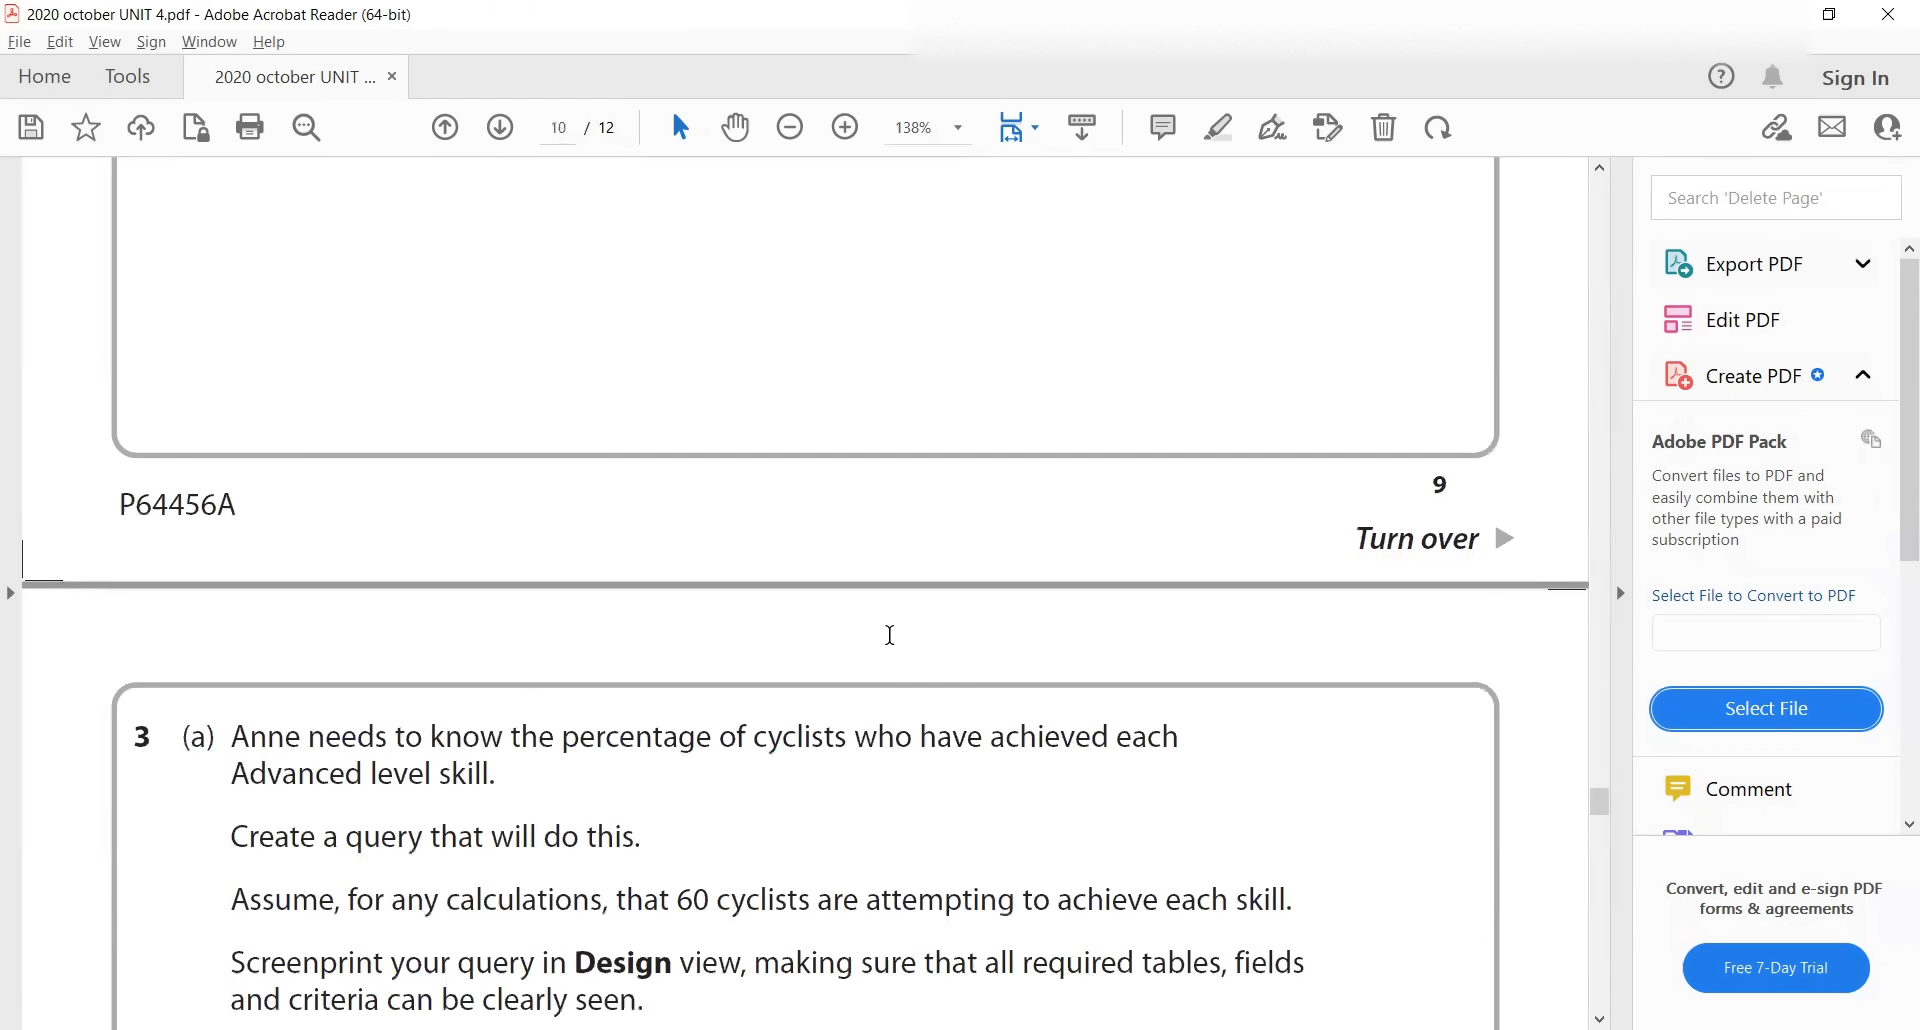 2020 october UNIT 4.pdf - Adobe Acrobat Reader (64-bit)
File Edit View Sign Window Help
Home Tools 2020 october UNIT ... × Sign In
10 / 12 138%
P64456A
9
Turn over
3 (a) Anne needs to know the percentage of cyclists who have achieved each
Advanced level skill.
Create a query that will do this.
Assume, for any calculations, that 60 cyclists are attempting to achieve each skill.
Screenprint your query in Design view, making sure that all required tables, fields
and criteria can be clearly seen.
Search 'Delete Page'
Export PDF
Edit PDF
Create PDF
Adobe PDF Pack
Convert files to PDF and
easily combine them with
other file types with a paid
subscription
Select File to Convert to PDF
Select File
Comment
Convert, edit and e-sign PDF
forms & agreements
Free 7-Day Trial